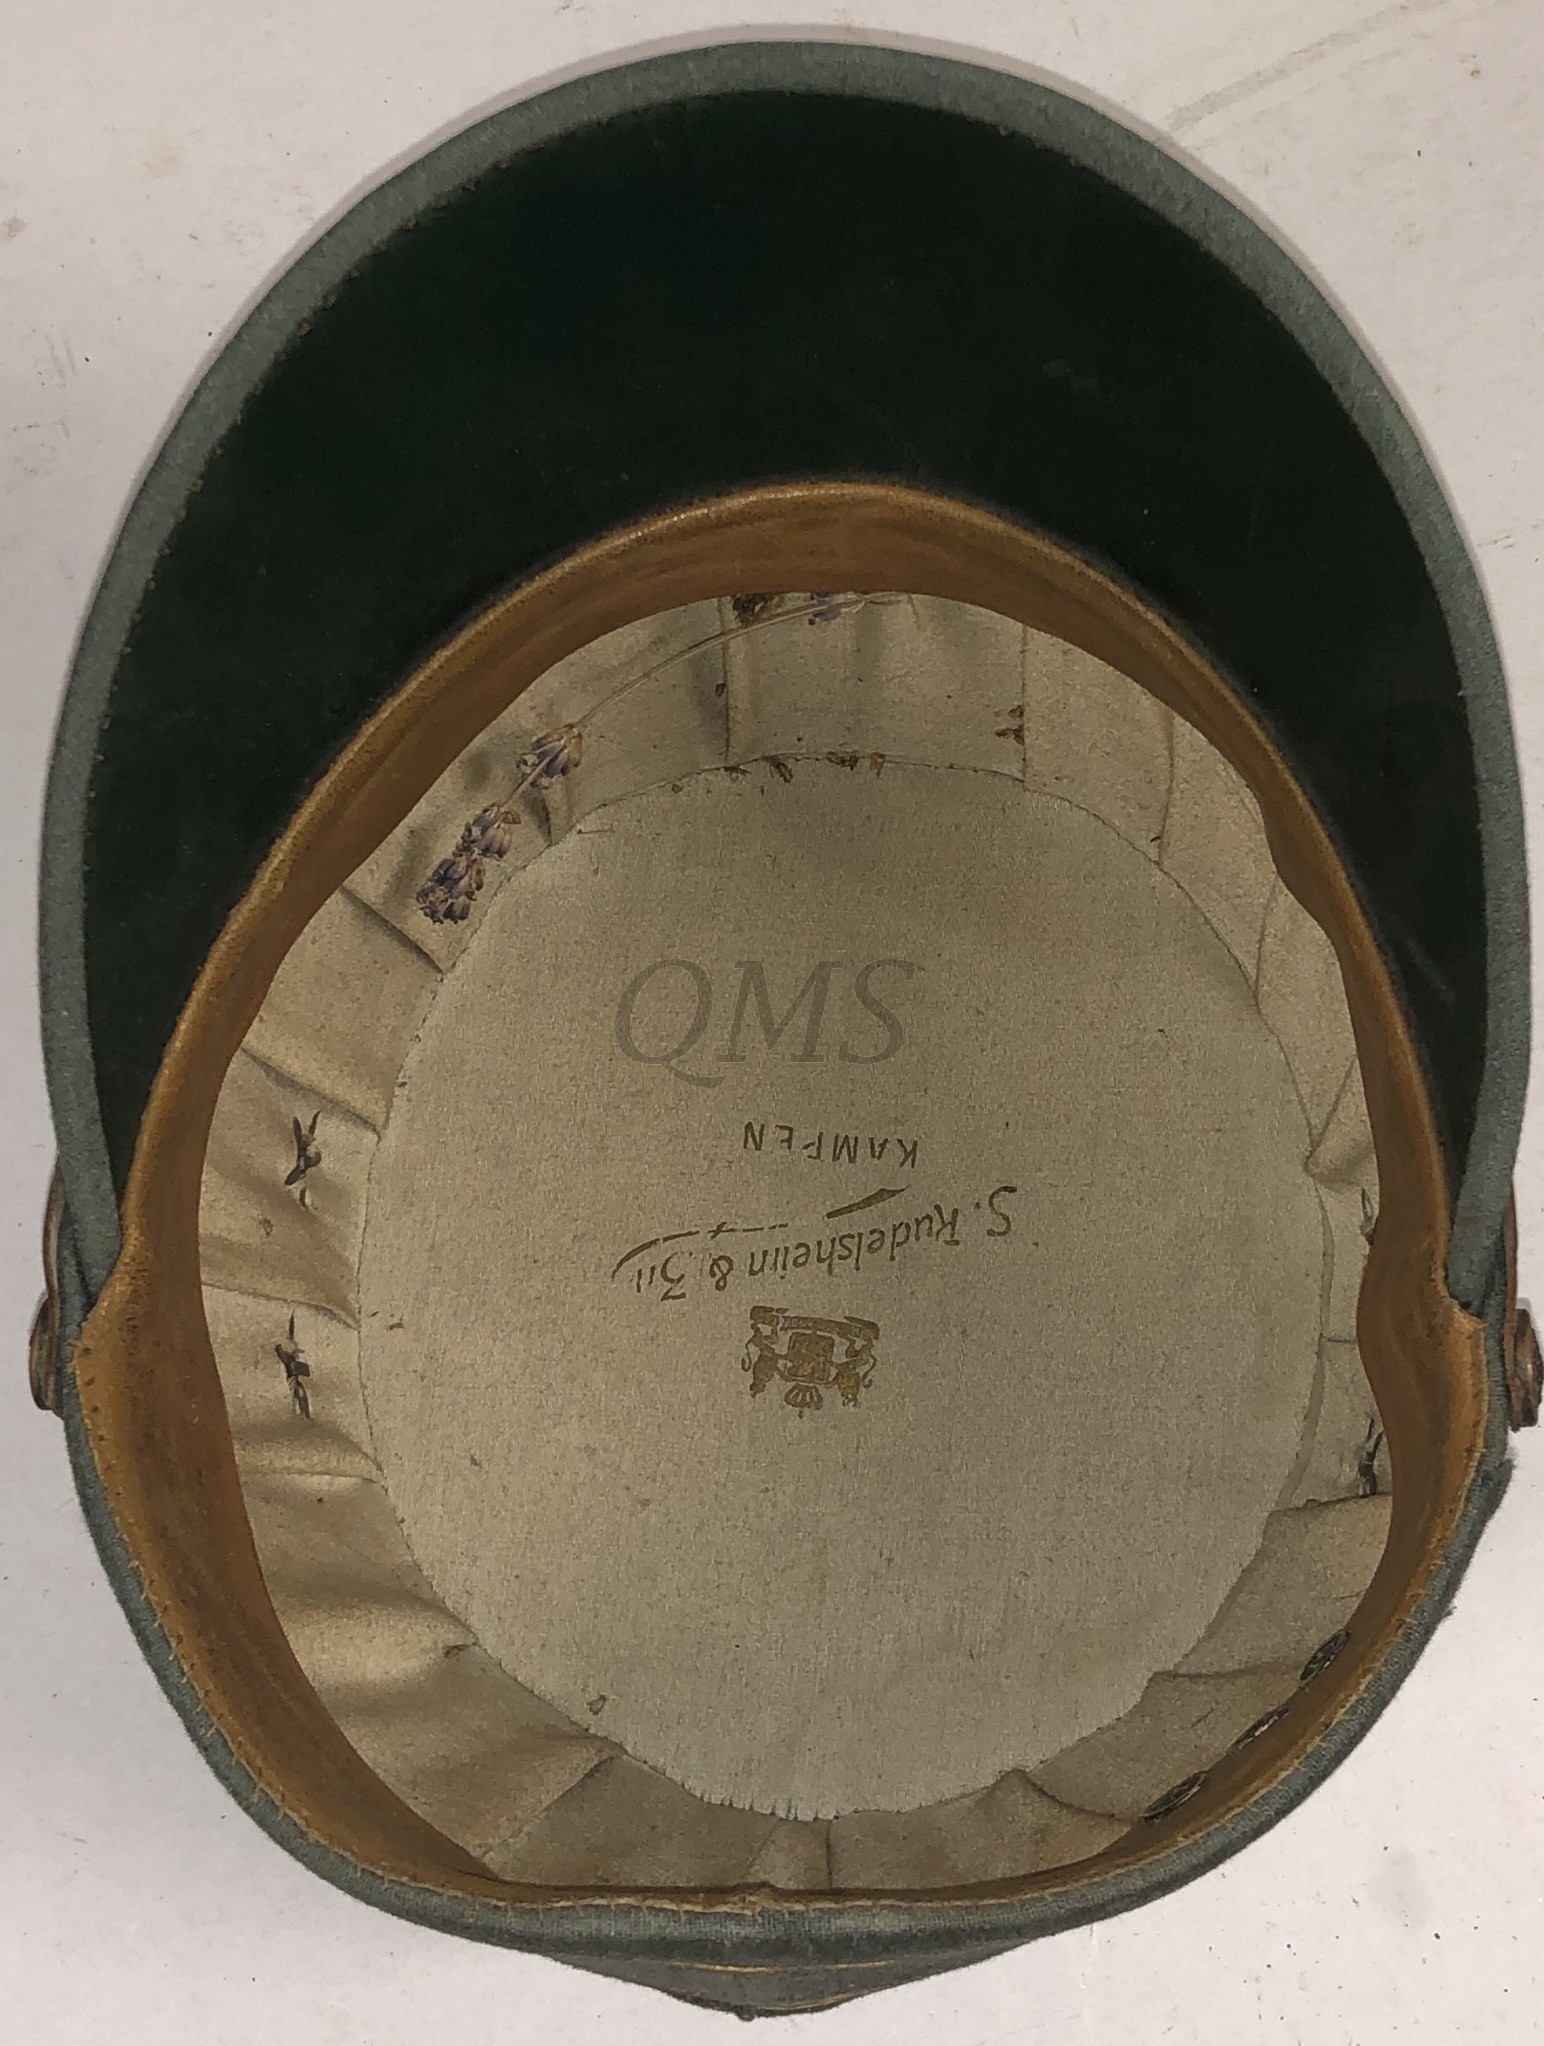 QMS
S. Rudelsheim & Zn
KAMPEN